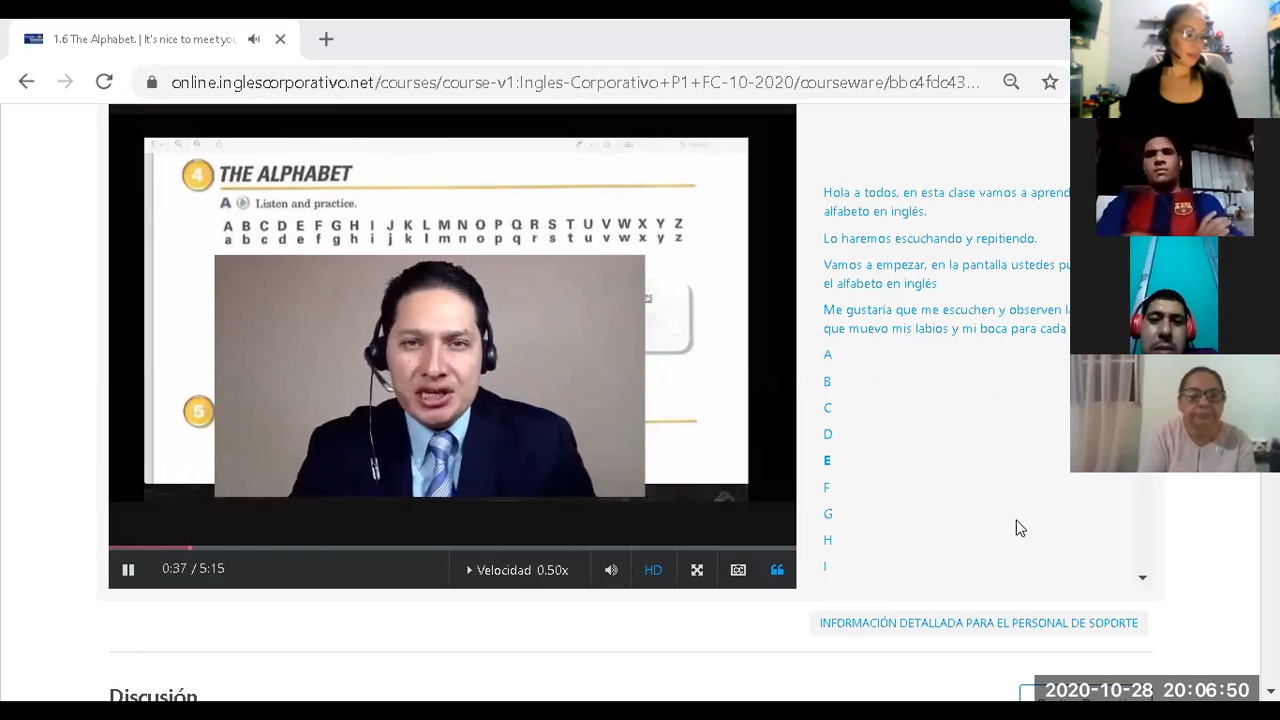 1.6 The Alphabet. | It's nice to meet you
online.inglescorporativo.net/courses/course-v1:Ingles-Corporativo+P1+FC-10-2020/courseware/bbc4fdc43...
4 THE ALPHABET
A Listen and practice.
A B C D E F G H I J K L M N O P Q R S T U V W X Y Z
a b c d e f g h i j k l m n o p q r s t u v w x y z
5
0:37 / 5:15
Velocidad 0.50x
HD
CC
Hola a todos, en esta clase vamos a aprend
alfabeto en inglés.
Lo haremos escuchando y repitiendo.
Vamos a empezar, en la pantalla ustedes pu
el alfabeto en inglés
Me gustaría que me escuchen y observen l
que muevo mis labios y mi boca para cada
A
B
C
D
E
F
G
H
I
INFORMACIÓN DETALLADA PARA EL PERSONAL DE SOPORTE
Discusión
2020-10-28 20:06:50